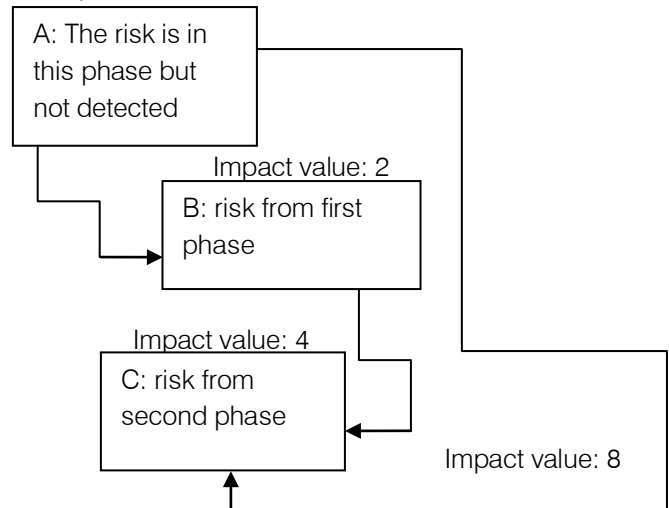 A: The risk is in
this phase but
not detected
Impact value: 2
B: risk from first
phase
Impact value: 4
C: risk from
second phase
Impact value: 8